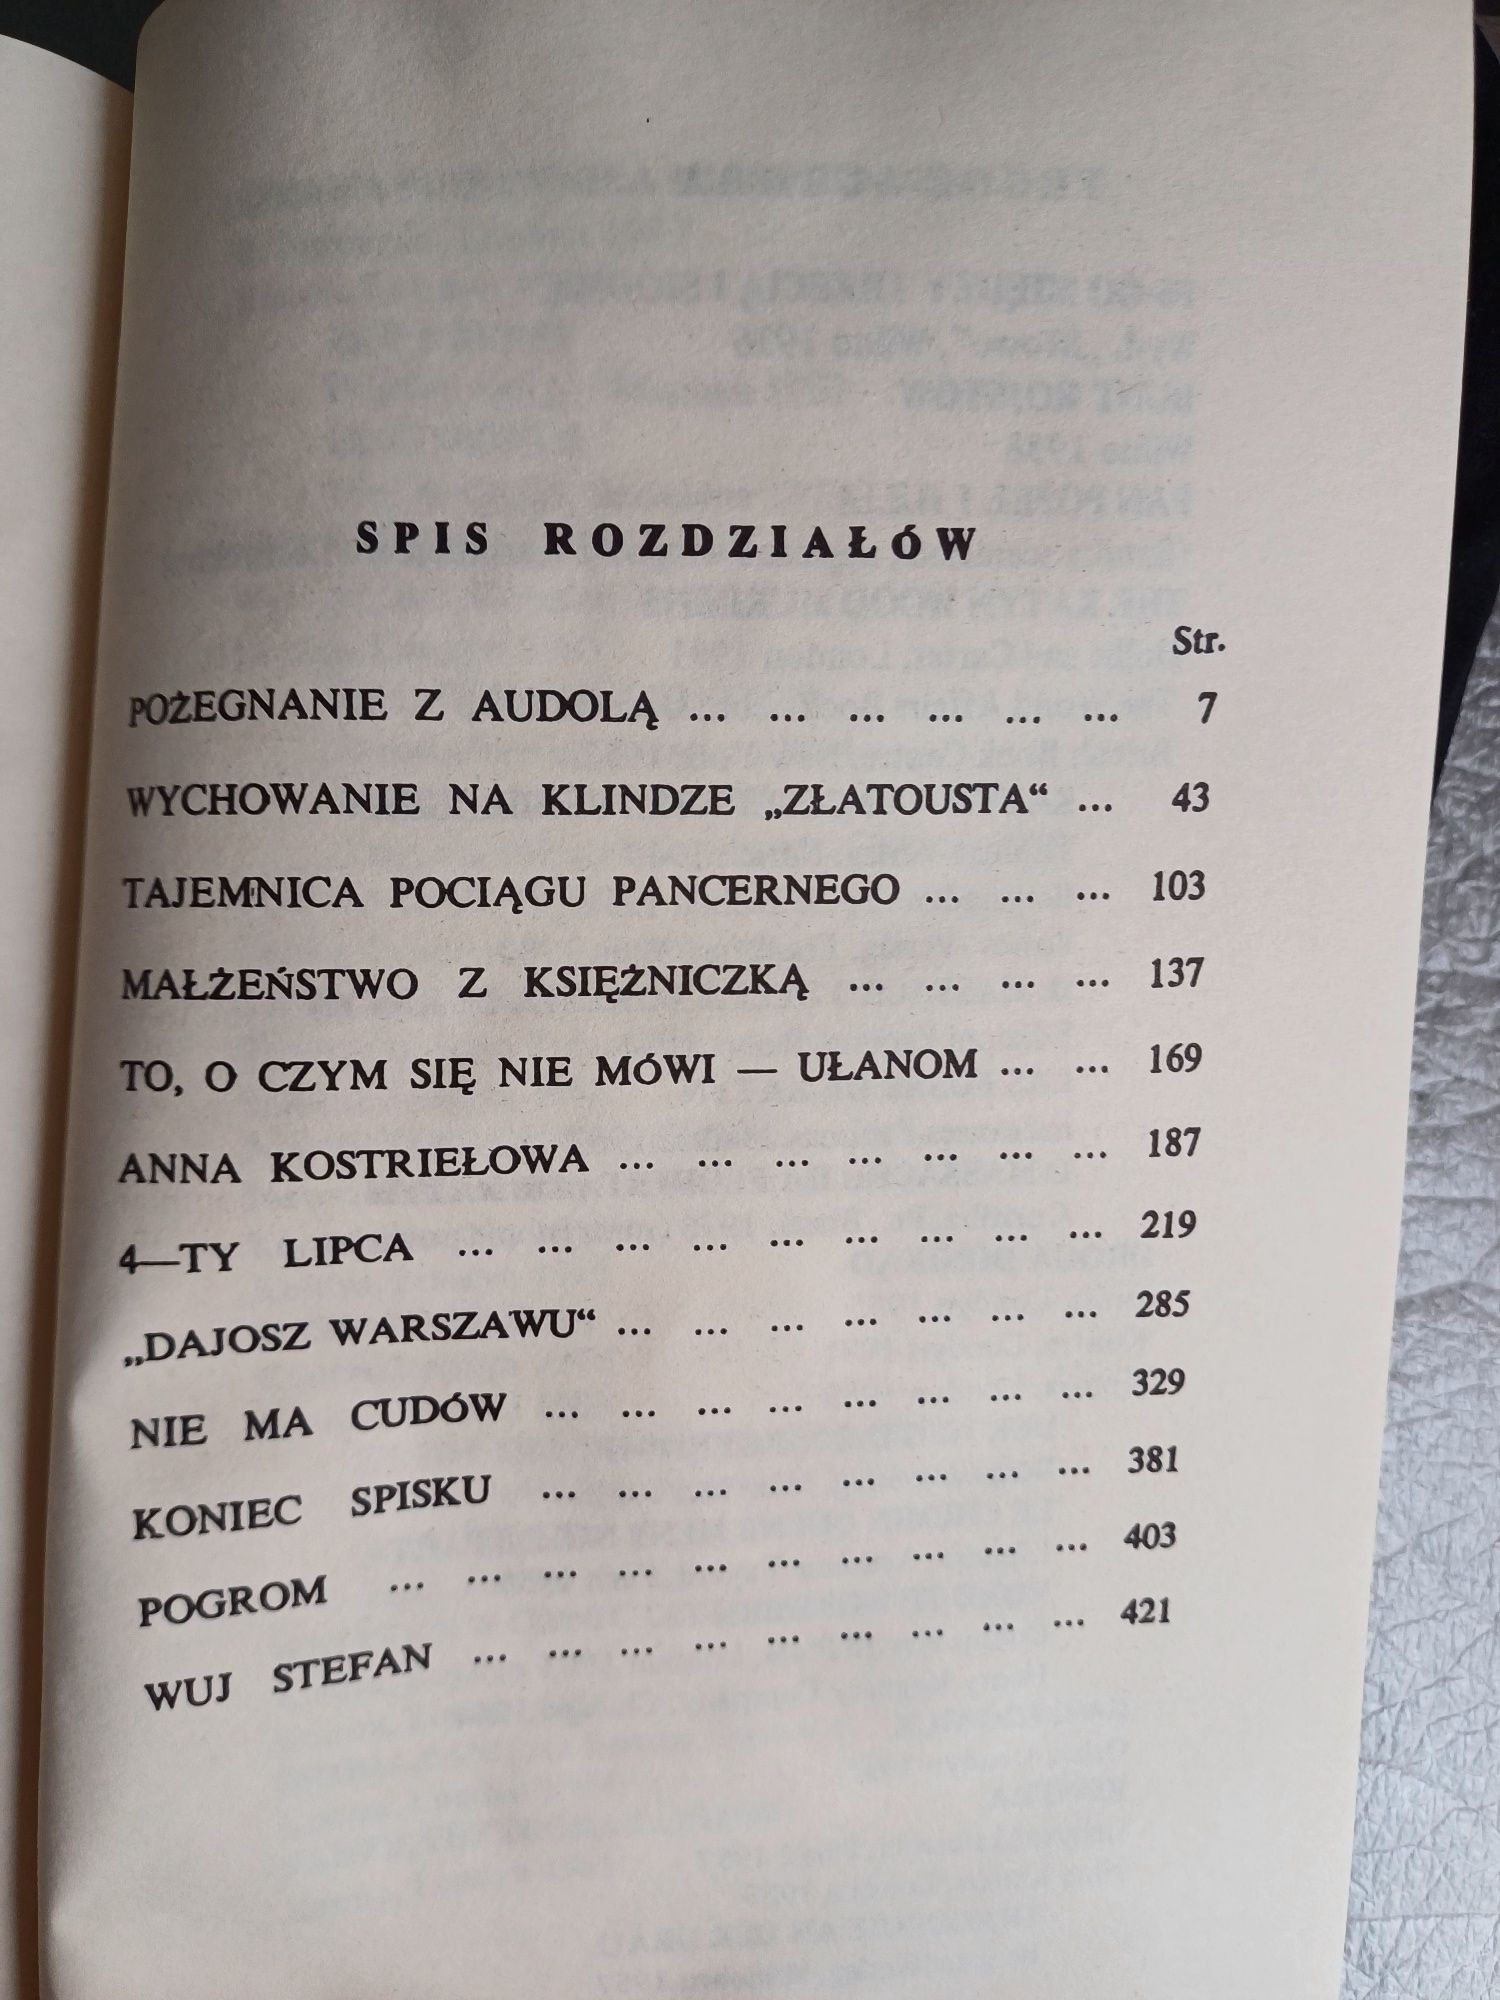 SPIS ROZDZIAŁÓW
Str.
POŻEGNANIE Z AUDOLĄ ... ... ... ... ... ... 7
WYCHOWANIE NA KLINDZE „ZŁATOUSTA“ ... 43
TAJEMNICA POCIĄGU PANCERNEGO ... ... ... 103
MAŁŻEŃSTWO Z KSIĘŻNICZKĄ ... ... ... ... 137
TO, O CZYM SIĘ NIE MÓWI — UŁANOM ... ... 169
ANNA KOSTRIEŁOWA ... ... ... ... ... ... ... 187
4—TY LIPCA ... ... ... ... ... ... ... ... ... 219
„DAJOSZ WARSZAWU“ ... ... ... ... ... ... ... 285
NIE MA CUDÓW ... ... ... ... ... ... ... ... 329
KONIEC SPISKU ... ... ... ... ... ... ... ... 381
POGROM ... ... ... ... ... ... ... ... ... ... 403
WUJ STEFAN ... ... ... ... ... ... ... ... ... 421